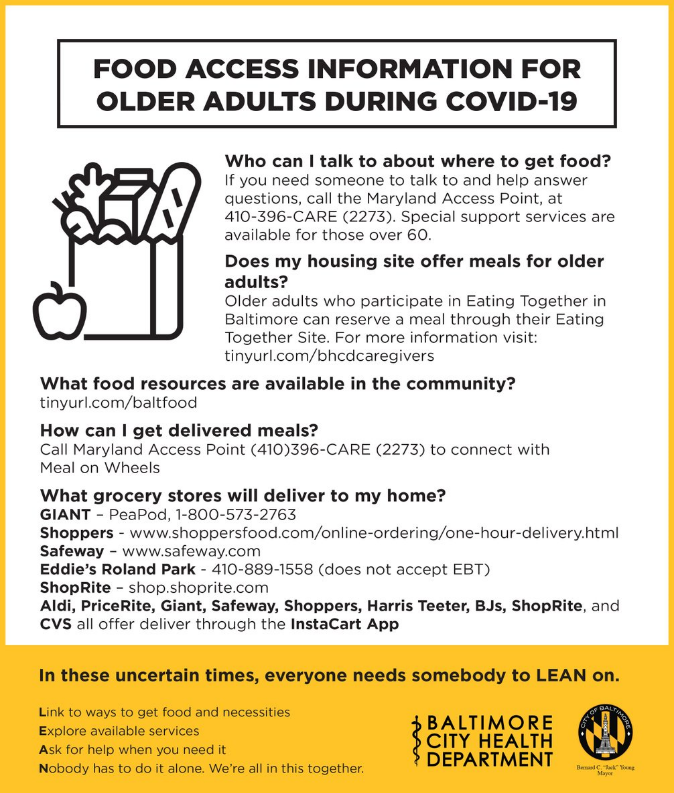 FOOD ACCESS INFORMATION FOR
OLDER ADULTS DURING COVID-19
Who can I talk to about where to get food?
If you need someone to talk to and help answer
questions, call the Maryland Access Point, at
410-396-CARE (2273). Special support services are
available for those over 60.
Does my housing site offer meals for older
adults?
Older adults who participate in Eating Together in
Baltimore can reserve a meal through their Eating
Together Site. For more information visit:
tinyurl.com/bhcdcaregivers
What food resources are available in the community?
tinyurl.com/baltfood
How can I get delivered meals?
Call Maryland Access Point (410)396-CARE (2273) to connect with
Meal on Wheels
What grocery stores will deliver to my home?
GIANT – PeaPod, 1-800-573-2763
Shoppers - www.shoppersfood.com/online-ordering/one-hour-delivery.html
Safeway – www.safeway.com
Eddie's Roland Park - 410-889-1558 (does not accept EBT)
ShopRite – shop.shoprite.com
Aldi, PriceRite, Giant, Safeway, Shoppers, Harris Teeter, BJs, ShopRite, and
CVS all offer deliver through the InstaCart App
In these uncertain times, everyone needs somebody to LEAN on.
Link to ways to get food and necessities
Explore available services
Ask for help when you need it
Nobody has to do it alone. We're all in this together.
BALTIMORE
CITY HEALTH
DEPARTMENT
CITY OF BALTIMORE
Bernard C. "Jack" Young
Mayor